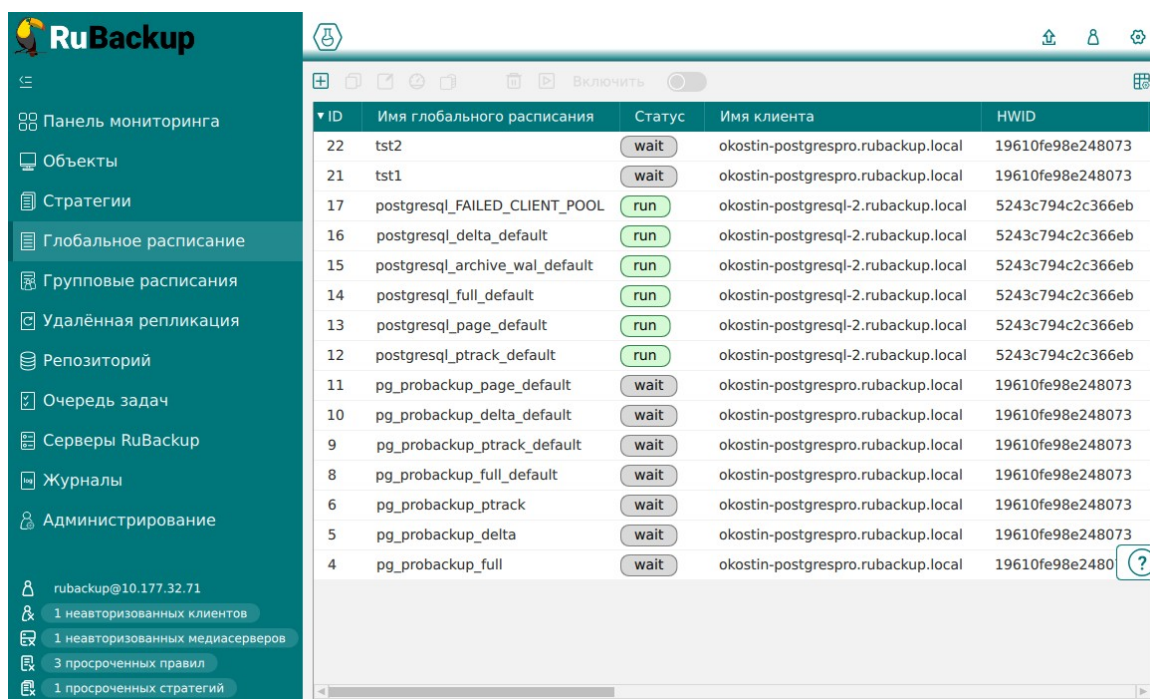 RuBackup
Панель мониторинга
Объекты
Стратегии
Глобальное расписание
Групповые расписания
Удалённая репликация
Репозиторий
Очередь задач
Серверы RuBackup
Журналы
Администрирование
rubackup@10.177.32.71
1 неавторизованных клиентов
1 неавторизованных медиасерверов
3 просроченных правил
1 просроченных стратегий
Включить
ID Имя глобального расписания Статус Имя клиента HWID
22 tst2 wait okostin-postgrespro.rubackup.local 19610fe98e248073
21 tst1 wait okostin-postgrespro.rubackup.local 19610fe98e248073
17 postgresql_FAILED_CLIENT_POOL run okostin-postgresql-2.rubackup.local 5243c794c2c366eb
16 postgresql_delta_default run okostin-postgresql-2.rubackup.local 5243c794c2c366eb
15 postgresql_archive_wal_default run okostin-postgresql-2.rubackup.local 5243c794c2c366eb
14 postgresql_full_default run okostin-postgresql-2.rubackup.local 5243c794c2c366eb
13 postgresql_page_default run okostin-postgresql-2.rubackup.local 5243c794c2c366eb
12 postgresql_ptrack_default run okostin-postgresql-2.rubackup.local 5243c794c2c366eb
11 pg_probackup_page_default wait okostin-postgrespro.rubackup.local 19610fe98e248073
10 pg_probackup_delta_default wait okostin-postgrespro.rubackup.local 19610fe98e248073
9 pg_probackup_ptrack_default wait okostin-postgrespro.rubackup.local 19610fe98e248073
8 pg_probackup_full_default wait okostin-postgrespro.rubackup.local 19610fe98e248073
6 pg_probackup_ptrack wait okostin-postgrespro.rubackup.local 19610fe98e248073
5 pg_probackup_delta wait okostin-postgrespro.rubackup.local 19610fe98e248073
4 pg_probackup_full wait okostin-postgrespro.rubackup.local 19610fe98e2480 ?